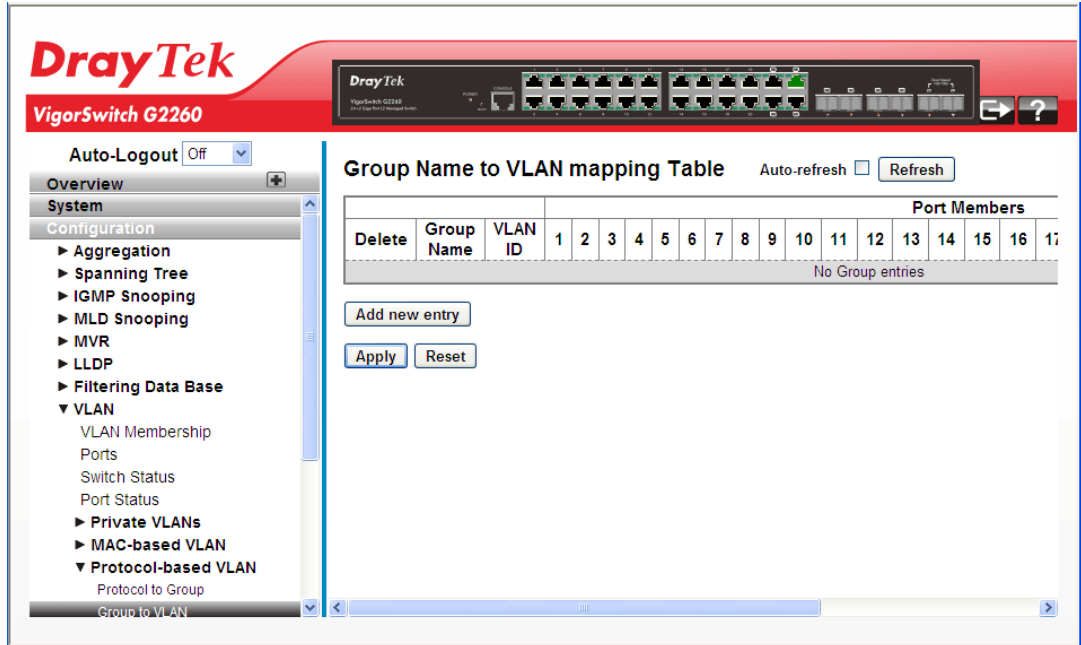 DrayTek
VigorSwitch G2260
DrayTek
VigorSwitch G2260
CONSOLE
Auto-Logout Off
Overview
System
Configuration
Aggregation
Spanning Tree
IGMP Snooping
MLD Snooping
MVR
LLDP
Filtering Data Base
VLAN
VLAN Membership
Ports
Switch Status
Port Status
Private VLANs
MAC-based VLAN
Protocol-based VLAN
Protocol to Group
Group to VLAN
Group Name to VLAN mapping Table Auto-refresh Refresh
Port Members
Delete Group Name VLAN ID 1 2 3 4 5 6 7 8 9 10 11 12 13 14 15 16 17
No Group entries
Add new entry
Apply Reset